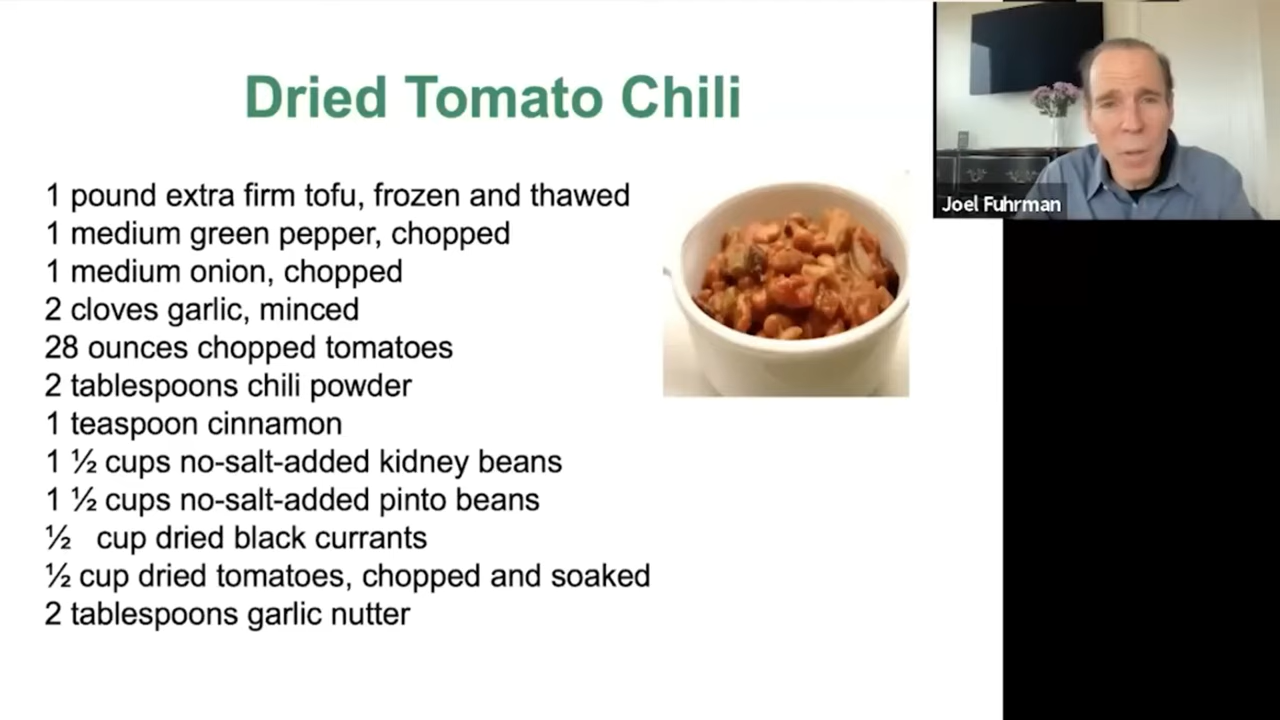 Dried Tomato Chili
1 pound extra firm tofu, frozen and thawed
1 medium green pepper, chopped
1 medium onion, chopped
2 cloves garlic, minced
28 ounces chopped tomatoes
2 tablespoons chili powder
1 teaspoon cinnamon
1 ½ cups no-salt-added kidney beans
1 ½ cups no-salt-added pinto beans
½ cup dried black currants
½ cup dried tomatoes, chopped and soaked
2 tablespoons garlic nutter
Joel Fuhrman